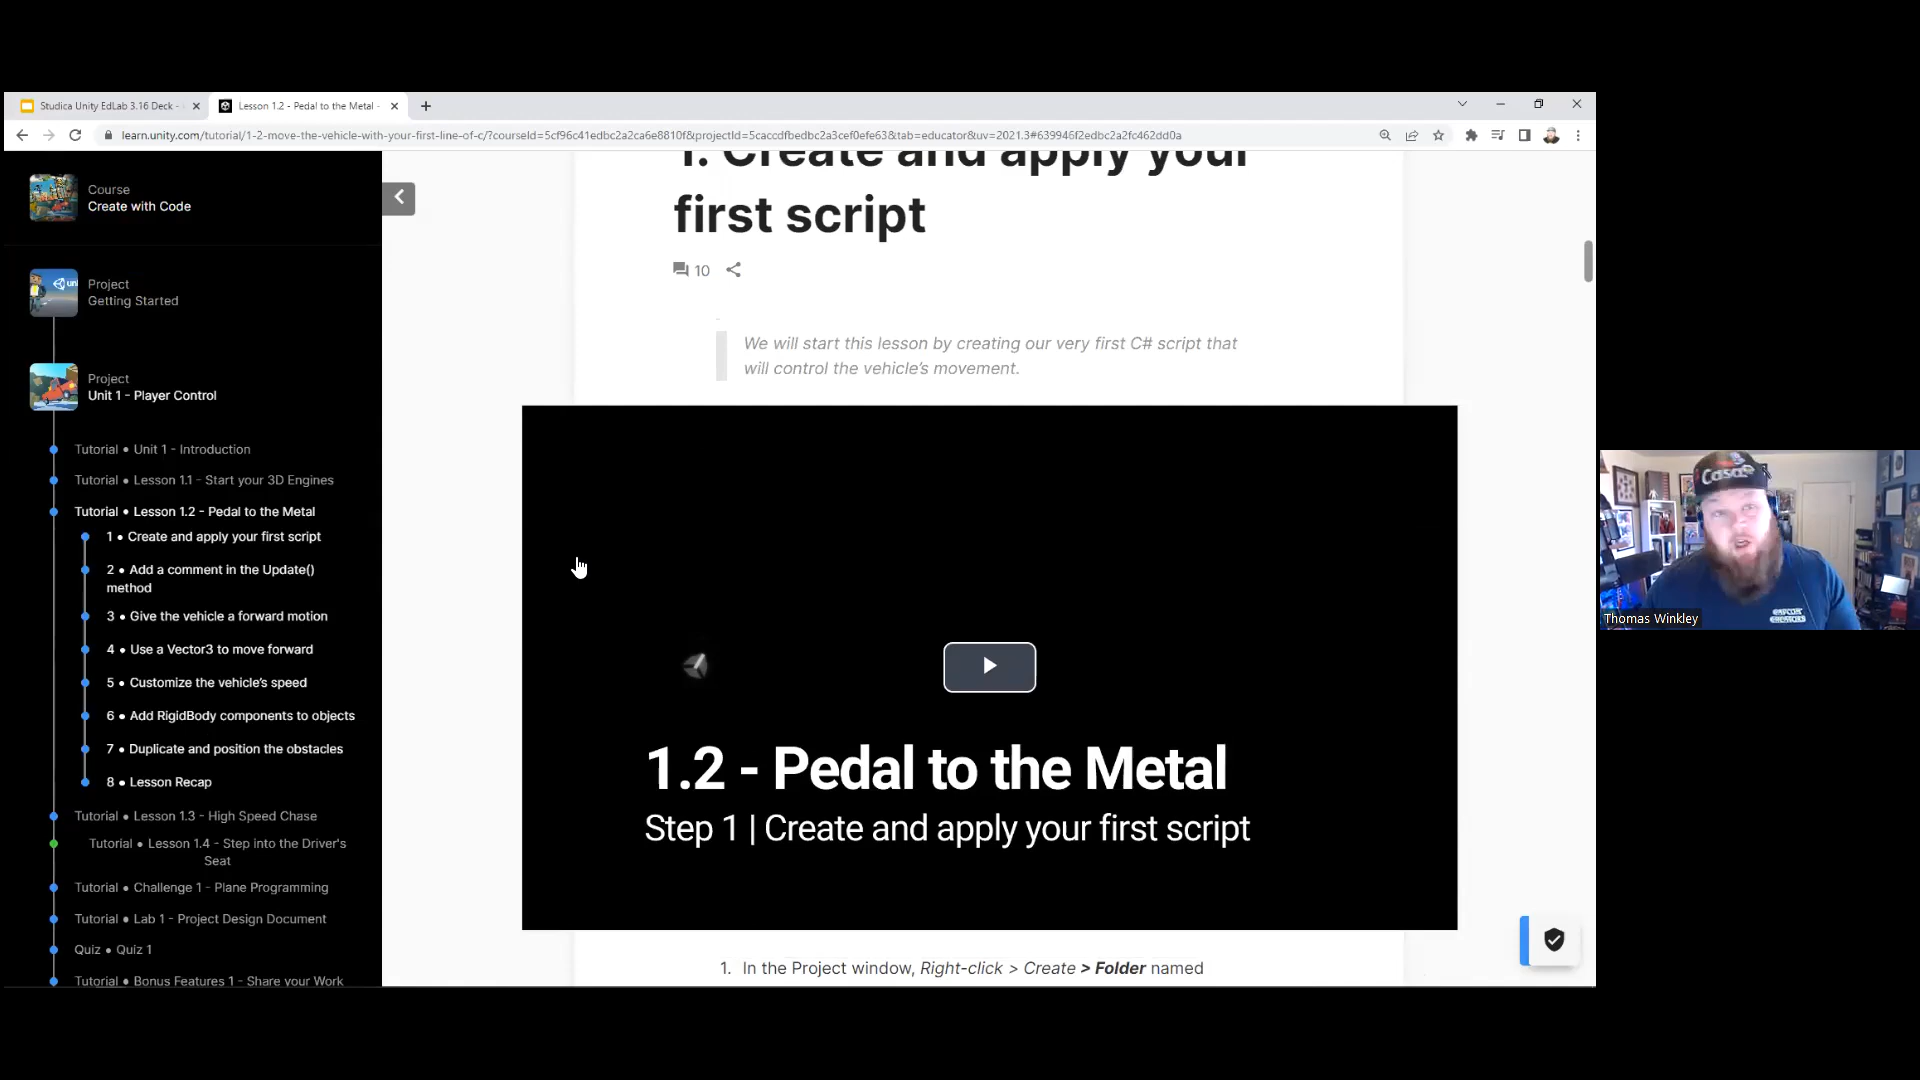 Studica Unity EdLab 3.16 Deck -
Lesson 1.2 - Pedal to the Metal -
learn.unity.com/tutorial/1-2-move-the-vehicle-with-your-first-line-of-c/?courseId=5cf96c41edbc2a2ca6e8810f&projectId=5caccdfbedbc2a3cef0efe63&tab=educator&uv=2021.3#639946f2edbc2a2fc462dd0a
Course
Create with Code
Project
Getting Started
Project
Unit 1 - Player Control
Tutorial • Unit 1 - Introduction
Tutorial • Lesson 1.1 - Start your 3D Engines
Tutorial • Lesson 1.2 - Pedal to the Metal
1 • Create and apply your first script
2 • Add a comment in the Update()
method
3 • Give the vehicle a forward motion
4 • Use a Vector3 to move forward
5 • Customize the vehicle's speed
6 • Add RigidBody components to objects
7 • Duplicate and position the obstacles
8 • Lesson Recap
Tutorial • Lesson 1.3 - High Speed Chase
Tutorial • Lesson 1.4 - Step into the Driver's
Seat
Tutorial • Challenge 1 - Plane Programming
Tutorial • Lab 1 - Project Design Document
Quiz • Quiz 1
Tutorial • Bonus Features 1 - Share your Work
1. Create and apply your
first script
10
We will start this lesson by creating our very first C# script that
will control the vehicle's movement.
1.2 - Pedal to the Metal
Step 1 | Create and apply your first script
1. In the Project window, Right-click > Create > Folder named
Thomas Winkley